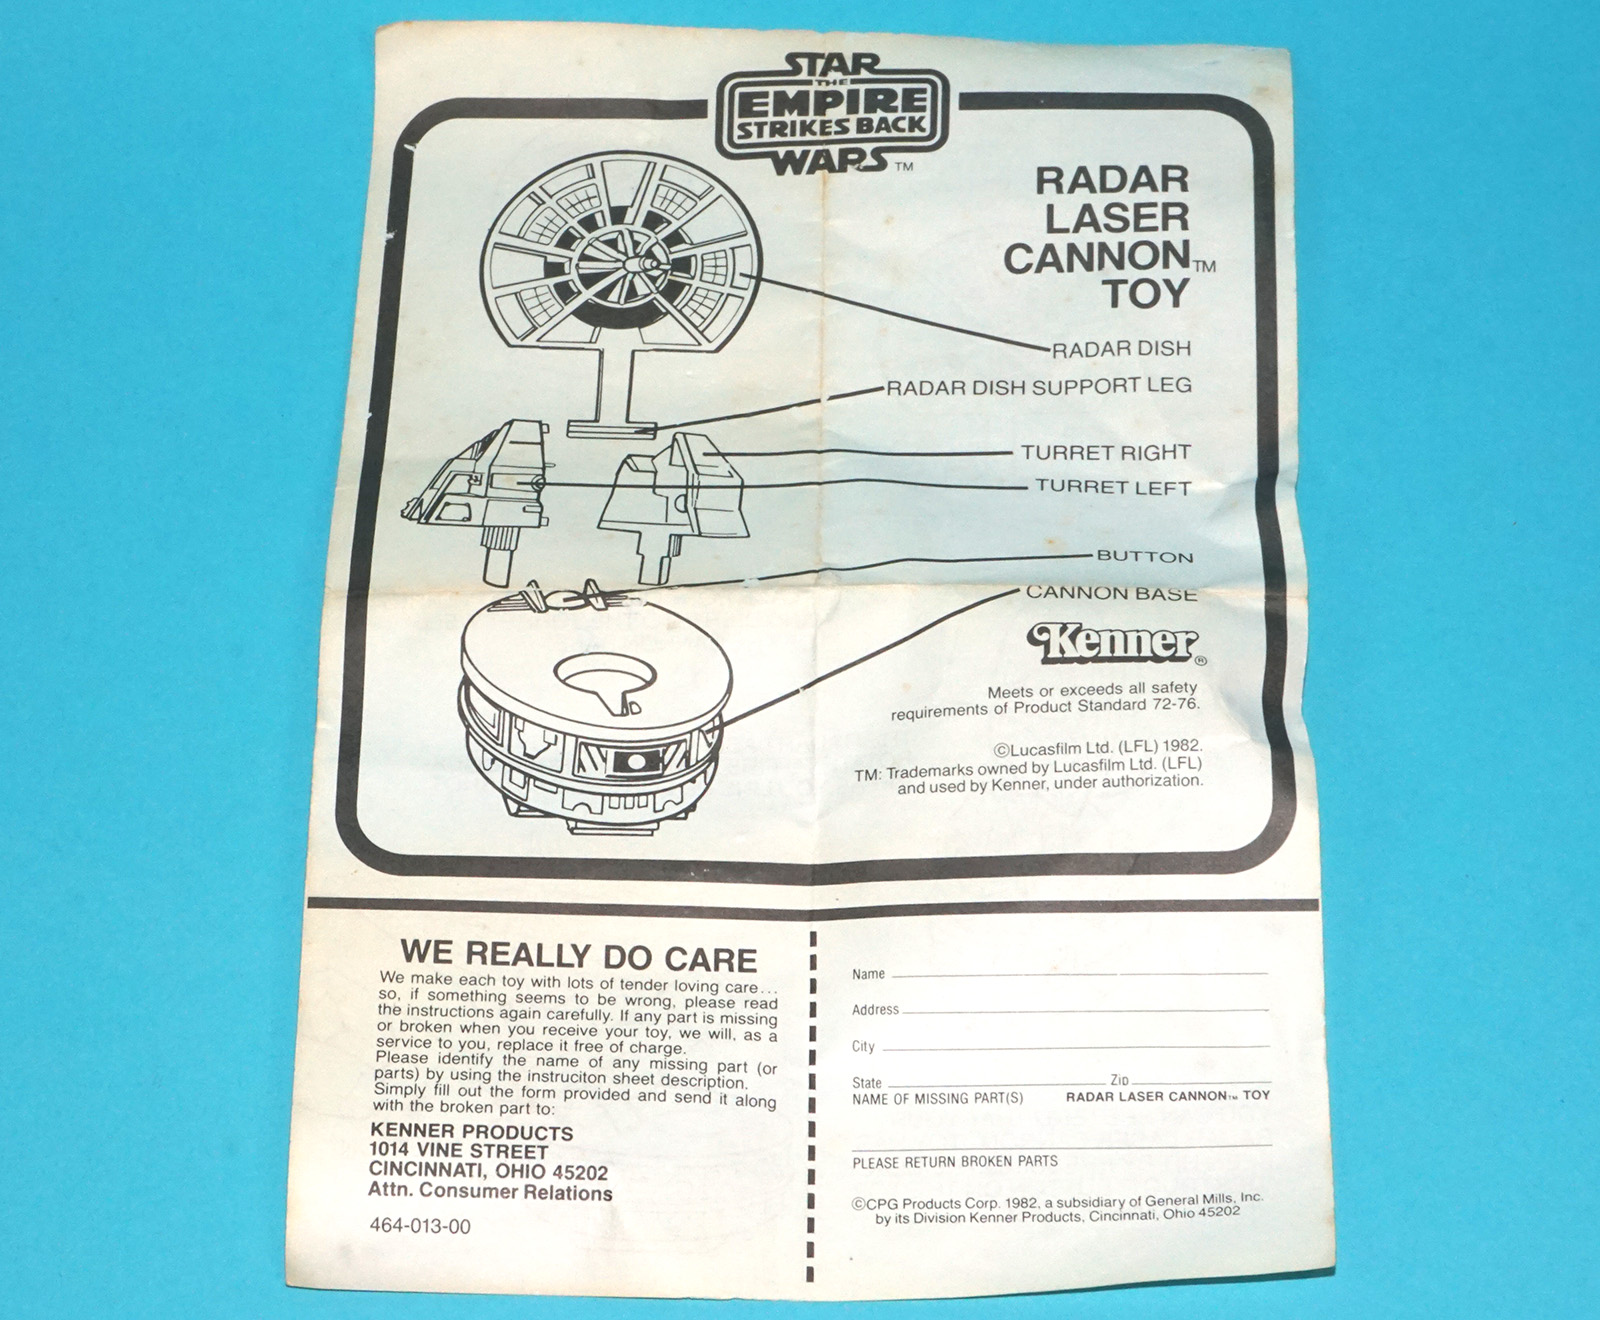 STAR
THE
EMPIRE
STRIKES BACK
WARS TM
RADAR
LASER
CANNON TM
TOY
RADAR DISH
RADAR DISH SUPPORT LEG
TURRET RIGHT
TURRET LEFT
BUTTON
CANNON BASE
Kenner®
Meets or exceeds all safety
requirements of Product Standard 72-76.
©Lucasfilm Ltd. (LFL) 1982.
TM: Trademarks owned by Lucasfilm Ltd. (LFL)
and used by Kenner, under authorization.
WE REALLY DO CARE
We make each toy with lots of tender loving care...
so, if something seems to be wrong, please read
the instructions again carefully. If any part is missing
or broken when you receive your toy, we will, as a
service to you, replace it free of charge.
Please identify the name of any missing part (or
parts) by using the instruciton sheet description.
Simply fill out the form provided and send it along
with the broken part to:
KENNER PRODUCTS
1014 VINE STREET
CINCINNATI, OHIO 45202
Attn. Consumer Relations
464-013-00
Name
Address
City
State Zip
NAME OF MISSING PART(S) RADAR LASER CANNON TM TOY
PLEASE RETURN BROKEN PARTS
©CPG Products Corp. 1982, a subsidiary of General Mills, Inc.
by its Division Kenner Products, Cincinnati, Ohio 45202